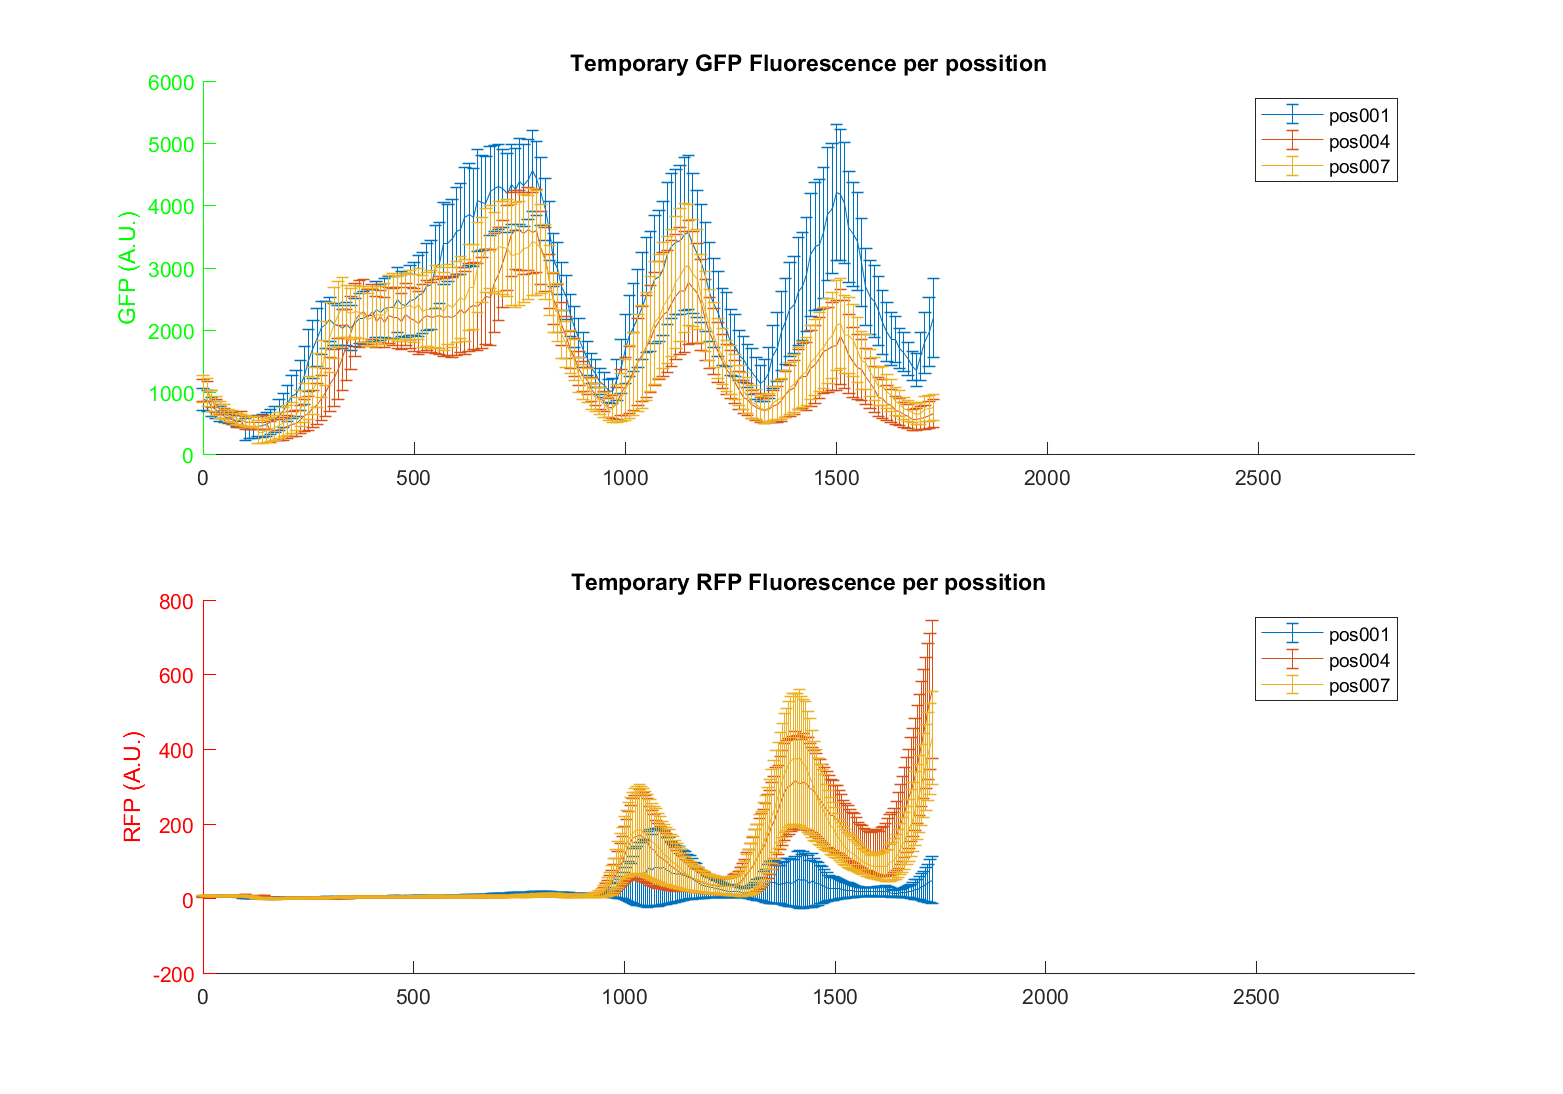 Temporary GFP Fluorescence per possition
6000
5000
4000
3000
2000
1000
0
GFP (A.U.)
0 500 1000 1500 2000 2500
pos001
pos004
pos007
Temporary RFP Fluorescence per possition
800
600
400
200
0
-200
RFP (A.U.)
0 500 1000 1500 2000 2500
pos001
pos004
pos007